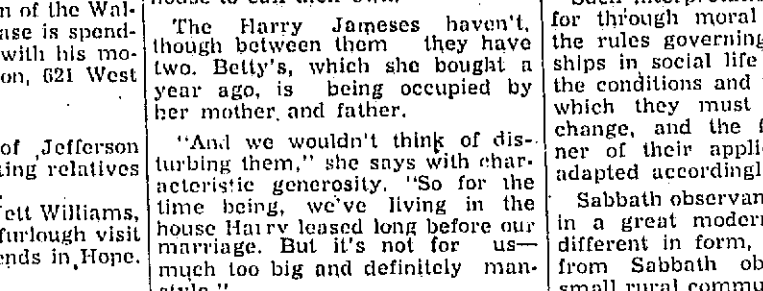 n of the Wal-
ase is spend-
with his mo-
on, 621 West
of Jefferson
ting relatives
ett Williams,
furlough visit
ends in Hope.
The Harry Jameses haven't,
though between them they have
two. Betty's, which she bought a
year ago, is being occupied by
her mother and father.
"And we wouldn't think of dis-
turbing them," she says with char-
acteristic generosity. "So for the
time being, we've living in the
house Harry leased long before our
marriage. But it's not for us—
much too big and definitely man-
style."
for through moral
the rules governing
ships in social life
the conditions and
which they must
change, and the
ner of their appli
adapted accordingl
Sabbath observan
in a great modern
different in form,
from Sabbath ob
small rural commu